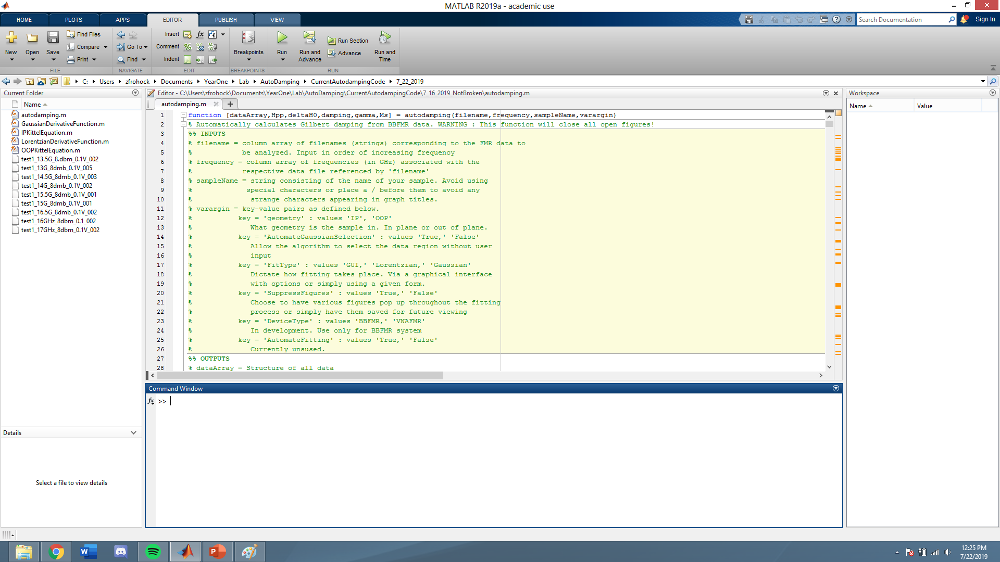 MATLAB R2019a - academic use
HOME PLOTS APPS EDITOR PUBLISH VIEW
Search Documentation
Sign In
New Open Save
Find Files
Compare
Print
FILE
Go To
Find
NAVIGATE
Insert
Comment
Indent
EDIT
Breakpoints
BREAKPOINTS
Run
Run and Advance
Run Section
Advance
Run and Time
RUN
C: Users zfrohock Documents YearOne Lab AutoDamping CurrentAutodampingCode 7_22_2019
Current Folder
Name
autodamping.m
GaussianDerivativeFunction.m
IPKittelEquation.m
LorentzianDerivativeFunction.m
OOPKittelEquation.m
test1_13.5G_8.dbm_0.1V_002
test1_13G_8dmb_0.1V_005
test1_14.5G_8dmb_0.1V_003
test1_14G_8dmb_0.1V_002
test1_15.5G_8dmb_0.1V_001
test1_15G_8dmb_0.1V_001
test1_16.5G_8dmb_0.1V_002
test1_16GHz_8dbm_0.1_002
test1_17GHz_8dbm_0.1V_002
Details
Select a file to view details
Editor - C:\Users\zfrohock\Documents\YearOne\Lab\AutoDamping\CurrentAutodampingCode\7_16_2019_NotBroken\autodamping.m
autodamping.m
1 function [dataArray,Hpp,deltaH0,damping,gamma,Ms] = autodamping(filename,frequency,sampleName,varargin)
2 % Automatically calculates Gilbert damping from BBFMR data. WARNING : This function will close all open figures!
3 %% INPUTS
4 % filename = column array of filenames (strings) corresponding to the FMR data to
5 % be analyzed. Input in order of increasing frequency
6 % frequency = column array of frequencies (in GHz) associated with the
7 % respective data file referenced by 'filename'
8 % sampleName = string consisting of the name of your sample. Avoid using
9 % special characters or place a / before them to avoid any
10 % strange characters appearing in graph titles.
11 % varargin = key-value pairs as defined below.
12 % key = 'geometry' : values 'IP', 'OOP'
13 % What geometry is the sample in. In plane or out of plane.
14 % key = 'AutomateGaussianSelection' : values 'True,' 'False'
15 % Allow the algorithm to select the data region without user
16 % input
17 % key = 'FitType' : values 'GUI,' 'Lorentzian,' 'Gaussian'
18 % Dictate how fitting takes place. Via a graphical interface
19 % with options or simply using a given form.
20 % key = 'SuppressFigures' : values 'True,' 'False'
21 % Choose to have various figures pop up throughout the fitting
22 % process or simply have them saved for future viewing
23 % key = 'DeviceType' : values 'BBFMR,' 'VNAFMR'
24 % In development. Use only for BBFMR system
25 % key = 'AutomateFitting' : values 'True,' 'False'
26 % Currently unsused.
27 %% OUTPUTS
28 % dataArray = Structure of all data
Command Window
fx >>
Workspace
Name Value
12:25 PM
7/22/2019